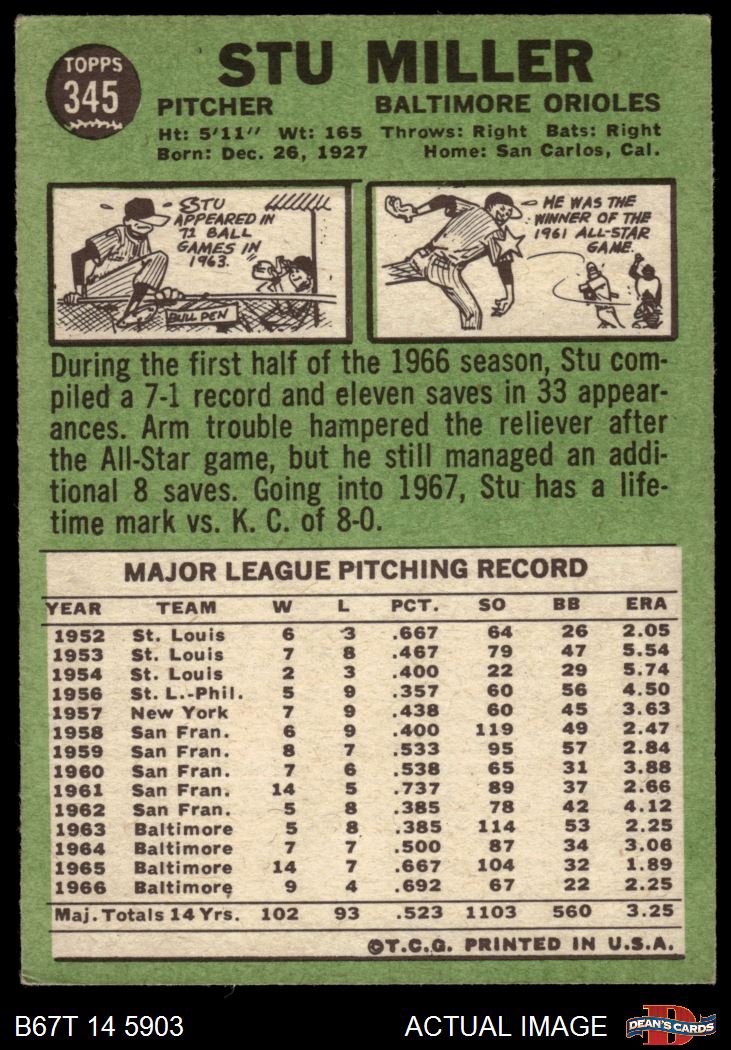 TOPPS
345
STU MILLER
PITCHER BALTIMORE ORIOLES
Ht: 5'11" Wt: 165 Throws: Right Bats: Right
Born: Dec. 26, 1927 Home: San Carlos, Cal.
STU
APPEARED IN
71 BALL
GAMES IN
1963.
BULL PEN
HE WAS THE
WINNER OF THE
1961 ALL-STAR
GAME.
During the first half of the 1966 season, Stu com-
piled a 7-1 record and eleven saves in 33 appear-
ances. Arm trouble hampered the reliever after
the All-Star game, but he still managed an addi-
tional 8 saves. Going into 1967, Stu has a life-
time mark vs. K. C. of 8-0.
MAJOR LEAGUE PITCHING RECORD
YEAR TEAM W L PCT. SO BB ERA
1952 St. Louis 6 3 .667 64 26 2.05
1953 St. Louis 7 8 .467 79 47 5.54
1954 St. Louis 2 3 .400 22 29 5.74
1956 St. L.-Phil. 5 9 .357 60 56 4.50
1957 New York 7 9 .438 60 45 3.63
1958 San Fran. 6 9 .400 119 49 2.47
1959 San Fran. 8 7 .533 95 57 2.84
1960 San Fran. 7 6 .538 65 31 3.88
1961 San Fran. 14 5 .737 89 37 2.66
1962 San Fran. 5 8 .385 78 42 4.12
1963 Baltimore 5 8 .385 114 53 2.25
1964 Baltimore 7 7 .500 87 34 3.06
1965 Baltimore 14 7 .667 104 32 1.89
1966 Baltimore 9 4 .692 67 22 2.25
Maj. Totals 14 Yrs. 102 93 .523 1103 560 3.25
©T.C.G. PRINTED IN U.S.A.
B67T 14 5903 ACTUAL IMAGE
D
DEAN'S CARDS